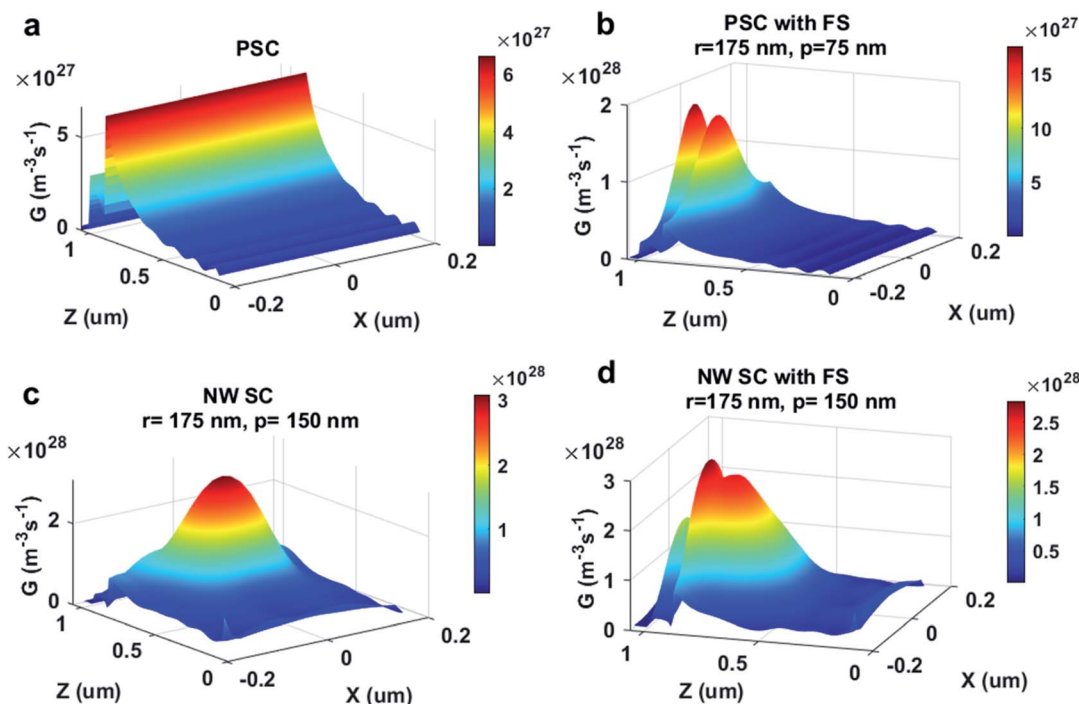 a
PSC
×10^27
×10^27
6
4
2
G (m^-3s^-1)
5
0
1
0.5
0
Z (um)
-0.2
0
0.2
X (um)
b
PSC with FS
r=175 nm, p=75 nm
×10^28
×10^27
15
10
5
G (m^-3s^-1)
2
1
0
1
0.5
0
Z (um)
-0.2
0
0.2
X (um)
c
NW SC
r= 175 nm, p= 150 nm
×10^28
×10^28
3
2
1
G (m^-3s^-1)
2
0
1
0.5
0
Z (um)
-0.2
0
0.2
X (um)
d
NW SC with FS
r=175 nm, p= 150 nm
×10^28
×10^28
2.5
2
1.5
1
0.5
G (m^-3s^-1)
3
2
1
0
1
0.5
0
Z (um)
-0.2
0
0.2
X (um)